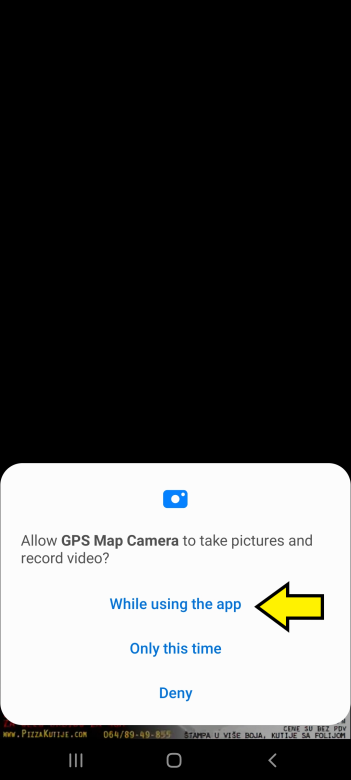 Allow GPS Map Camera to take pictures and
record video?
While using the app
Only this time
Deny
CENE SU BEZ PDV
www.PizzaKutije.com 064/89-49-855 ŠTAMPA U VIŠE BOJA, KUTIJE SA FOLIJOM